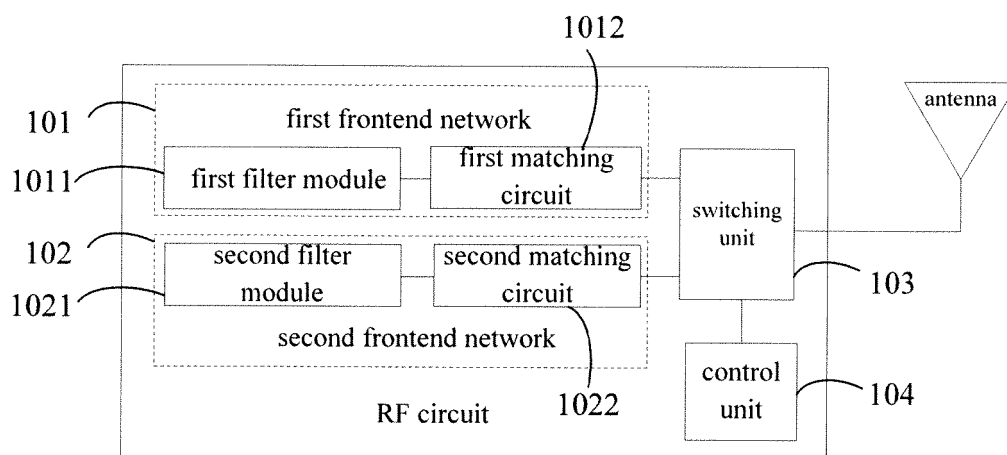 1012
101
first frontend network
antenna
1011
first filter module
first matching
circuit
switching
unit
102
second filter
module
second matching
circuit
103
1021
second frontend network
control
unit
104
RF circuit
1022